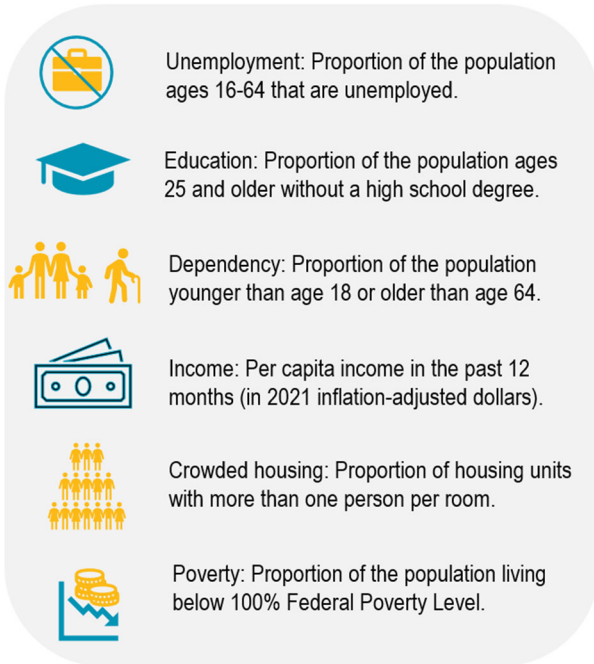 Unemployment: Proportion of the population
ages 16-64 that are unemployed.
Education: Proportion of the population ages
25 and older without a high school degree.
Dependency: Proportion of the population
younger than age 18 or older than age 64.
Income: Per capita income in the past 12
months (in 2021 inflation-adjusted dollars).
Crowded housing: Proportion of housing units
with more than one person per room.
Poverty: Proportion of the population living
below 100% Federal Poverty Level.